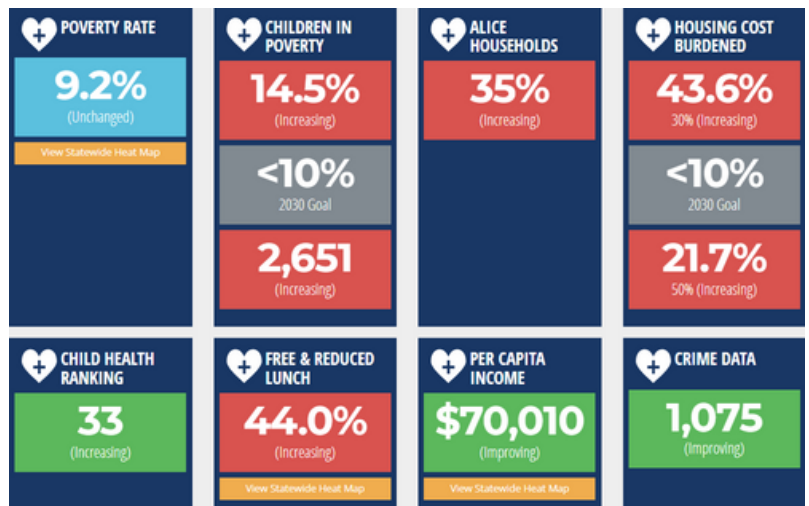 POVERTY RATE
9.2%
(Unchanged)
View Statewide Heat Map
CHILDREN IN
POVERTY
14.5%
(Increasing)
<10%
2030 Goal
2,651
(Increasing)
ALICE
HOUSEHOLDS
35%
(Increasing)
HOUSING COST
BURDENED
43.6%
30% (Increasing)
<10%
2030 Goal
21.7%
50% (Increasing)
CHILD HEALTH
RANKING
33
(Increasing)
FREE & REDUCED
LUNCH
44.0%
(Increasing)
View Statewide Heat Map
PER CAPITA
INCOME
$70,010
(Improving)
View Statewide Heat Map
CRIME DATA
1,075
(Improving)